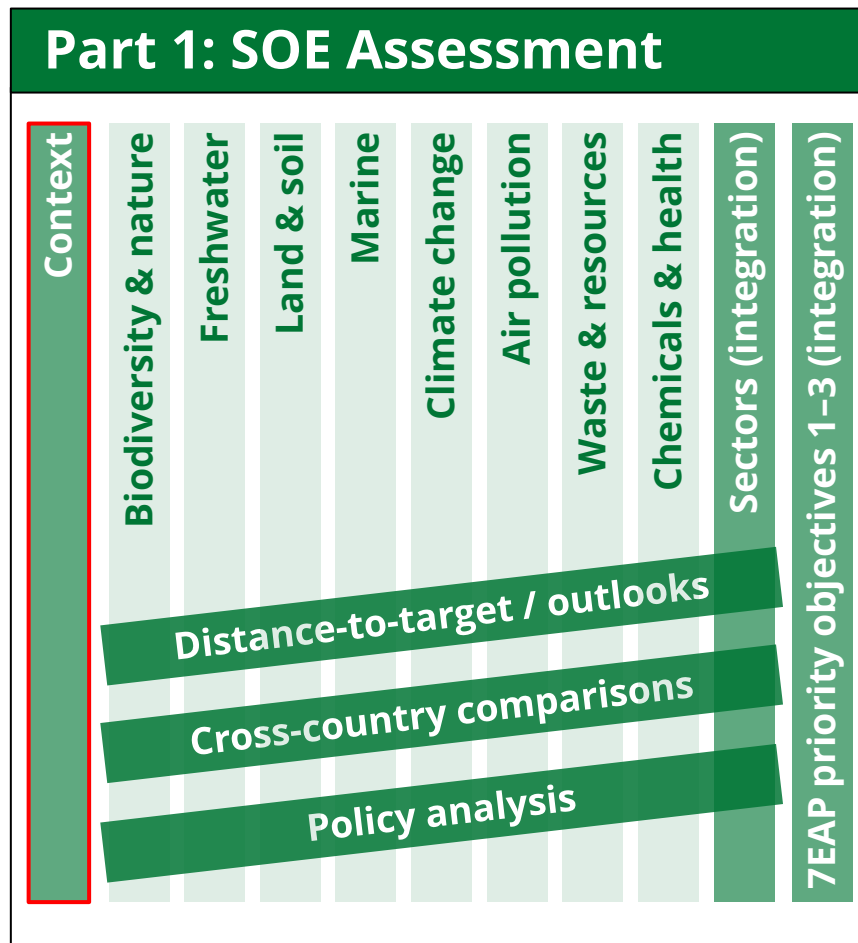 Part 1: SOE Assessment
Context
Biodiversity & nature
Freshwater
Land & soil
Marine
Climate change
Air pollution
Waste & resources
Chemicals & health
Sectors (integration)
7EAP priority objectives 1–3 (integration)
Distance-to-target / outlooks
Cross-country comparisons
Policy analysis